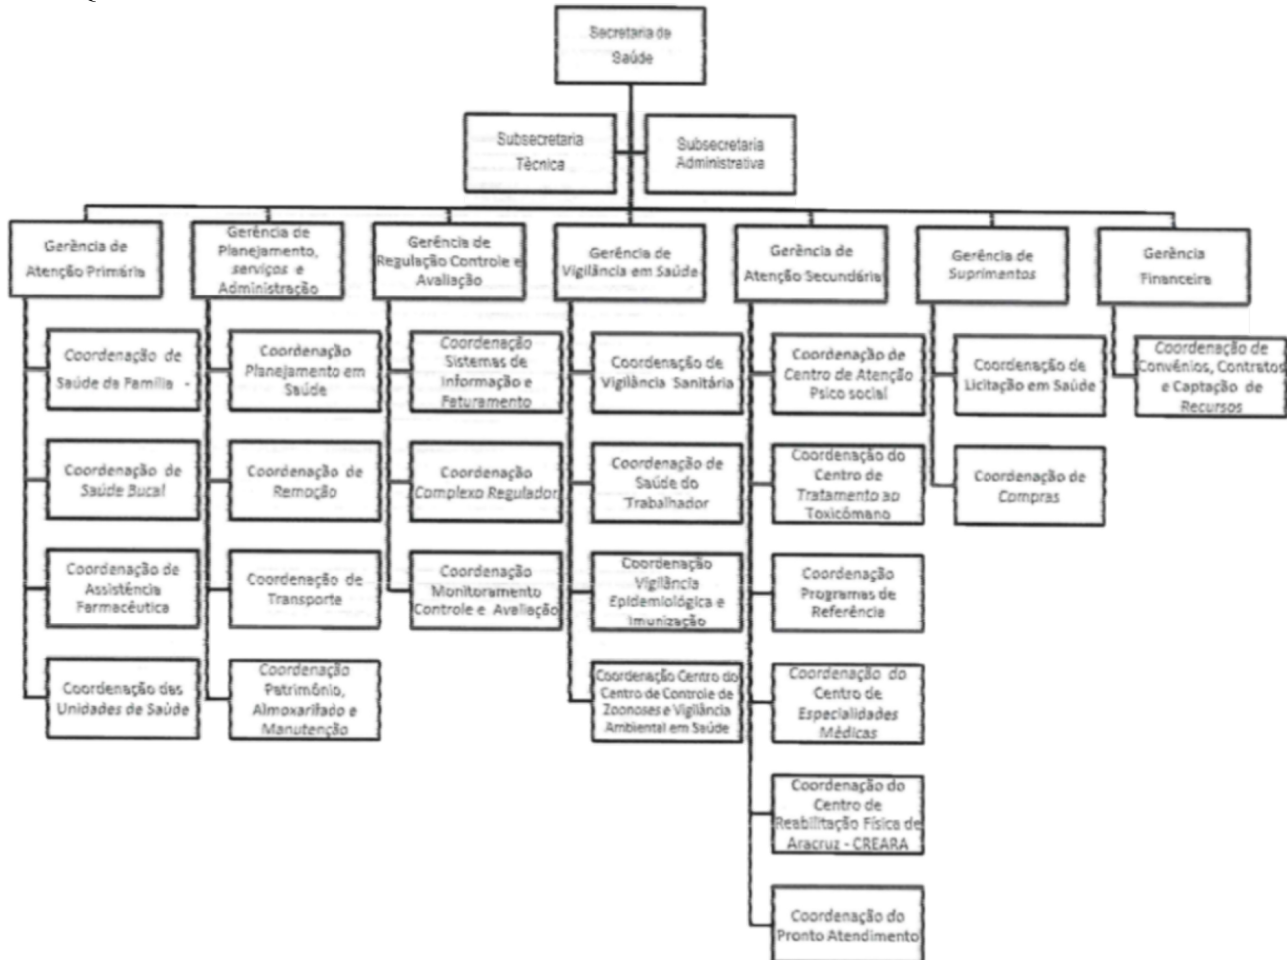 Secretaria de
Saúde
Subsecretaria
Técnica
Subsecretaria
Administrativa
Gerência de
Atenção Primária
Gerência de
Planejamento,
serviços e
Administração
Gerência de
Regulação Controle e
Avaliação
Gerência de
Vigilância em Saúde
Gerência de
Atenção Secundária
Gerência de
Suprimentos
Gerência
Financeira
Coordenação de
Saúde da Família -
Coordenação de
Saúde Bucal
Coordenação de
Assistência
Farmacêutica
Coordenação das
Unidades de Saúde
Coordenação
Planejamento em
Saúde
Coordenação de
Remoção
Coordenação de
Transporte
Coordenação
Patrimônio,
Almoxarifado e
Manutenção
Coordenação
Sistemas de
Informação e
Faturamento
Coordenação
Complexo Regulador
Coordenação
Monitoramento
Controle e Avaliação
Coordenação de
Vigilância Sanitária
Coordenação de
Saúde do
Trabalhador
Coordenação
Vigilância
Epidemiológica e
Imunização
Coordenação Centro do
Centro de Controle de
Zoonoses e Vigilância
Ambiental em Saúde
Coordenação de
Centro de Atenção
Psico social
Coordenação do
Centro de
Tratamento ao
Toxicômano
Coordenação
Programas de
Referência
Coordenação do
Centro de
Especialidades
Médicas
Coordenação do
Centro de
Reabilitação Física de
Aracruz - CREARA
Coordenação do
Pronto Atendimento
Coordenação de
Licitação em Saúde
Coordenação de
Compras
Coordenação de
Convênios, Contratos
e Captação de
Recursos